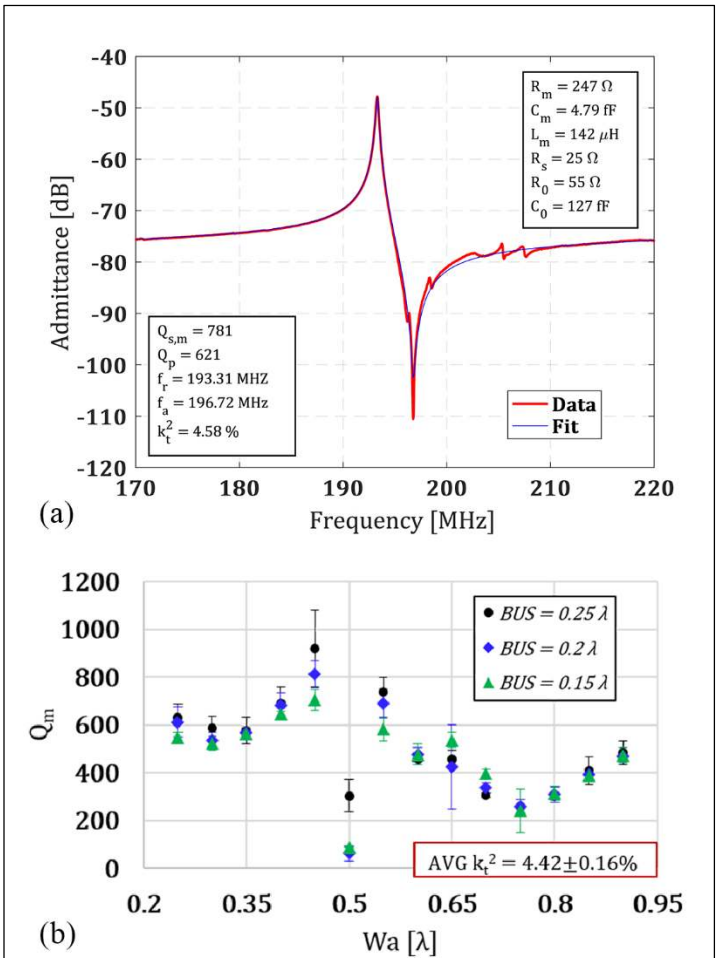 -40
-50
-60
-70
-80
-90
-100
-110
-120
Admittance [dB]
R_m = 247 Ω
C_m = 4.79 fF
L_m = 142 μH
R_s = 25 Ω
R_0 = 55 Ω
C_0 = 127 fF
Q_s,m = 781
Q_p = 621
f_r = 193.31 MHZ
f_a = 196.72 MHz
k_t^2 = 4.58 %
Data
Fit
170 180 190 200 210 220
(a) Frequency [MHz]
1200
1000
800
600
400
200
0
Q_m
BUS = 0.25 λ
BUS = 0.2 λ
BUS = 0.15 λ
AVG k_t^2 = 4.42±0.16%
0.2 0.35 0.5 0.65 0.8 0.95
(b) Wa [λ]